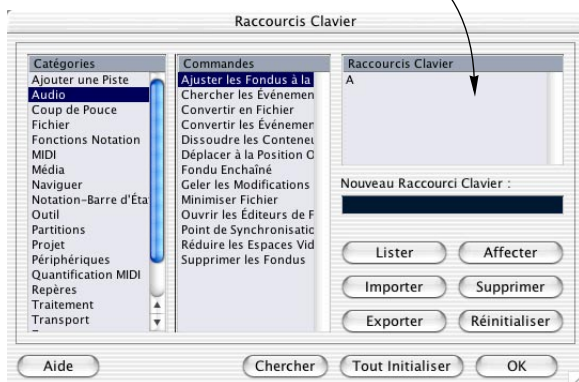 Raccourcis Clavier
Catégories
Ajouter une Piste
Audio
Coup de Pouce
Fichier
Fonctions Notation
MIDI
Média
Naviguer
Notation-Barre d'Éta
Outil
Partitions
Projet
Périphériques
Quantification MIDI
Repères
Traitement
Transport
Commandes
Ajuster les Fondus à la
Chercher les Événemen
Convertir en Fichier
Convertir les Événemer
Dissoudre les Conteneu
Déplacer à la Position O
Fondu Enchaîné
Geler les Modifications
Minimiser Fichier
Ouvrir les Éditeurs de F
Point de Synchronisatio
Réduire les Espaces Vid
Supprimer les Fondus
Raccourcis Clavier
A
Nouveau Raccourci Clavier :
Lister Affecter
Importer Supprimer
Exporter Réinitialiser
Aide Chercher Tout Initialiser OK